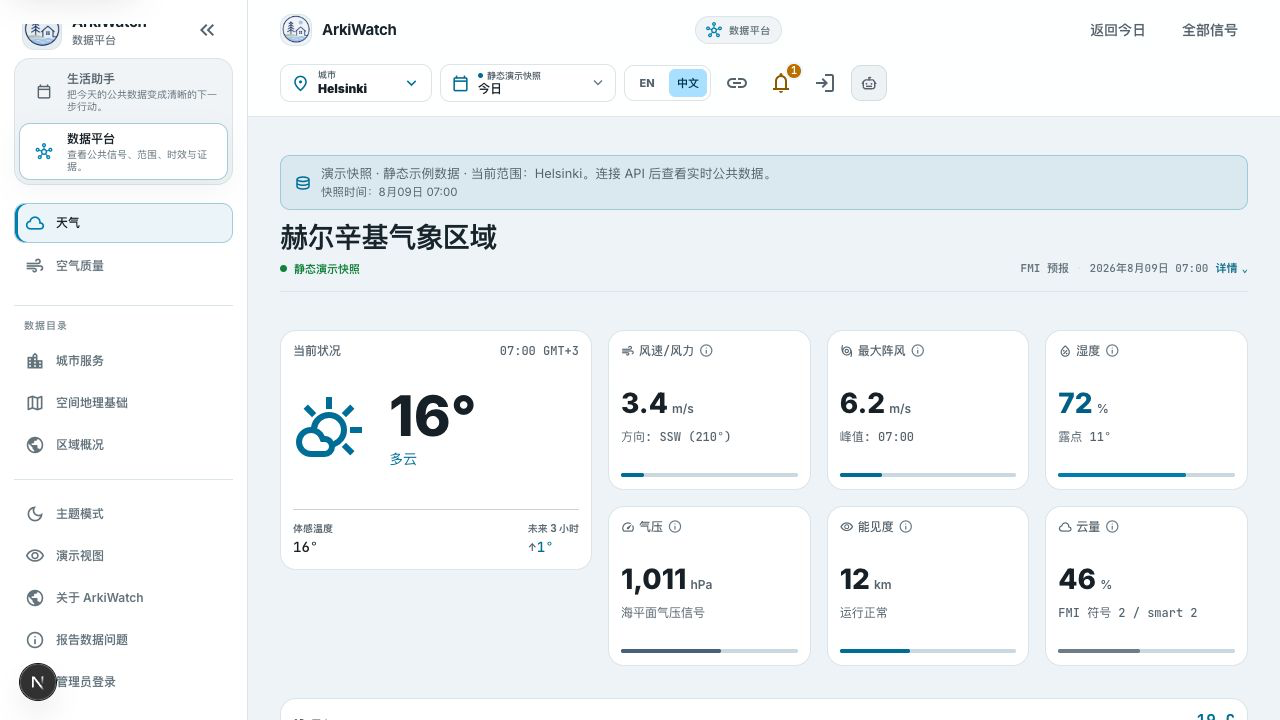 ArkiWatch
数据平台
生活助手
把今天的公共数据变成清晰的下一
步行动。
数据平台
查看公共信号、范围、时效与证
据。
天气
空气质量
数据目录
城市服务
空间地理基础
区域概况
主题模式
演示视图
关于 ArkiWatch
报告数据问题
管理员登录
N
ArkiWatch
数据平台
返回今日
全部信号
城市
Helsinki
静态演示快照
今日
EN
中文
1
演示快照 · 静态示例数据 · 当前范围：Helsinki。连接 API 后查看实时公共数据。
快照时间：8月09日 07:00
赫尔辛基气象区域
静态演示快照
FMI 预报 · 2026年8月09日 07:00 详情
当前状况
07:00 GMT+3
16°
多云
体感温度
16°
未来 3 小时
↑1°
风速/风力
3.4 m/s
方向: SSW (210°)
最大阵风
6.2 m/s
峰值: 07:00
湿度
72 %
露点 11°
气压
1,011 hPa
海平面气压信号
能见度
12 km
运行正常
云量
46 %
FMI 符号 2 / smart 2